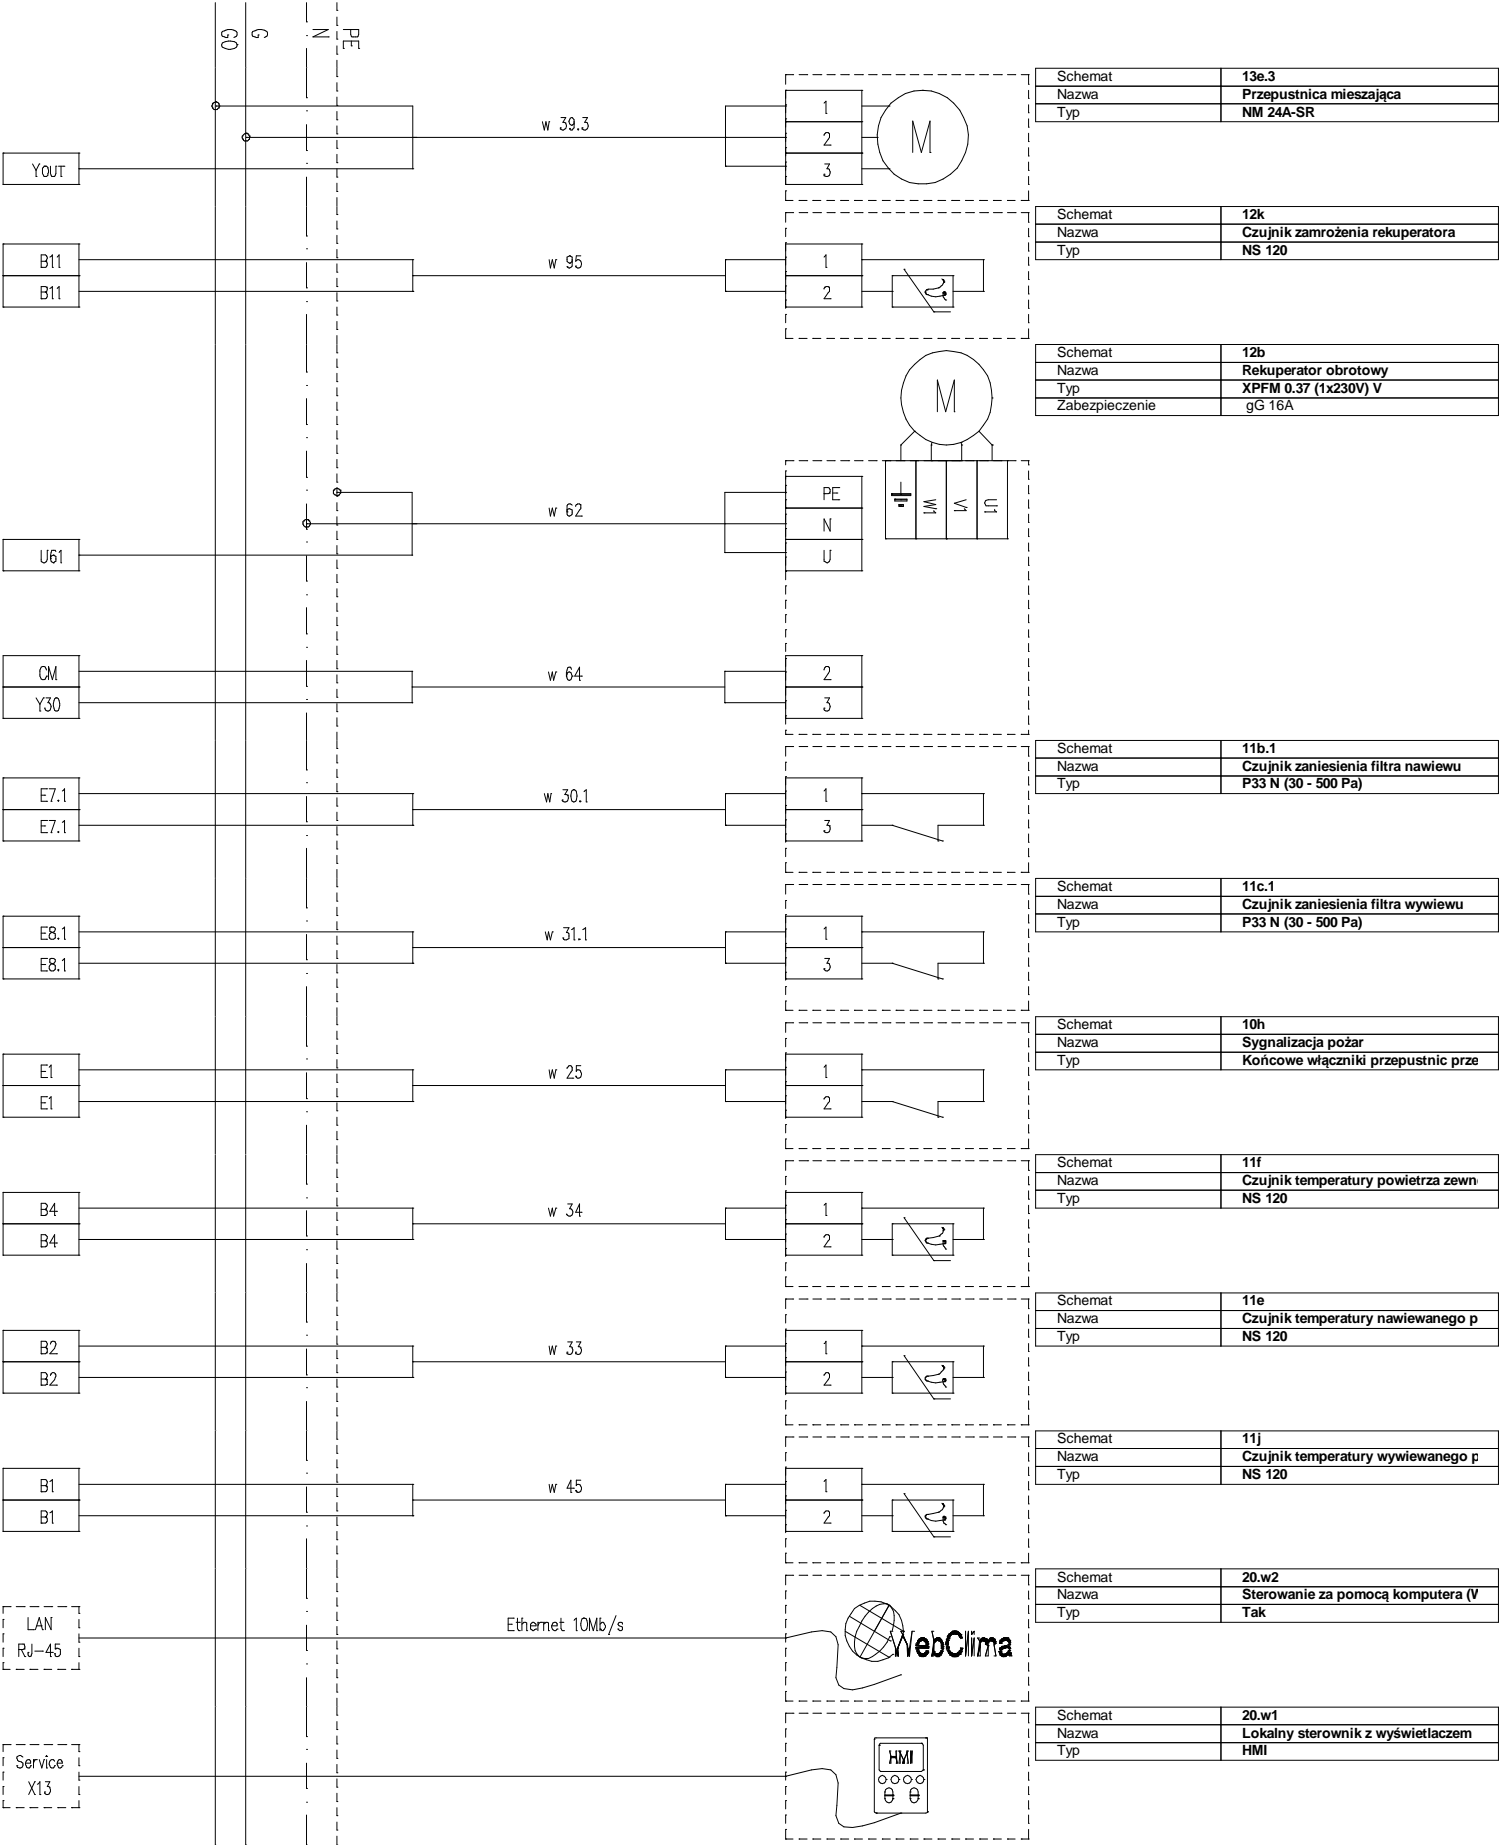 G0 G N PE
Schemat 13e.3
Nazwa Przepustnica mieszająca
Typ NM 24A-SR
YOUT
w 39.3
1
2
3
M
Schemat 12k
Nazwa Czujnik zamrożenia rekuperatora
Typ NS 120
B11
B11
w 95
1
2
Schemat 12b
Nazwa Rekuperator obrotowy
Typ XPFM 0.37 (1x230V) V
Zabezpieczenie gG 16A
M
W1 V1 U1
U61
w 62
PE
N
U
CM
Y30
w 64
2
3
Schemat 11b.1
Nazwa Czujnik zaniesienia filtra nawiewu
Typ P33 N (30 - 500 Pa)
E7.1
E7.1
w 30.1
1
3
Schemat 11c.1
Nazwa Czujnik zaniesienia filtra wywiewu
Typ P33 N (30 - 500 Pa)
E8.1
E8.1
w 31.1
1
3
Schemat 10h
Nazwa Sygnalizacja pożar
Typ Końcowe włączniki przepustnic prze
E1
E1
w 25
1
2
Schemat 11f
Nazwa Czujnik temperatury powietrza zewn
Typ NS 120
B4
B4
w 34
1
2
Schemat 11e
Nazwa Czujnik temperatury nawiewanego p
Typ NS 120
B2
B2
w 33
1
2
Schemat 11j
Nazwa Czujnik temperatury wywiewanego p
Typ NS 120
B1
B1
w 45
1
2
Schemat 20.w2
Nazwa Sterowanie za pomocą komputera (W
Typ Tak
LAN
RJ-45
Ethernet 10Mb/s
WebClima
Schemat 20.w1
Nazwa Lokalny sterownik z wyświetlaczem
Typ HMI
Service
X13
HMI